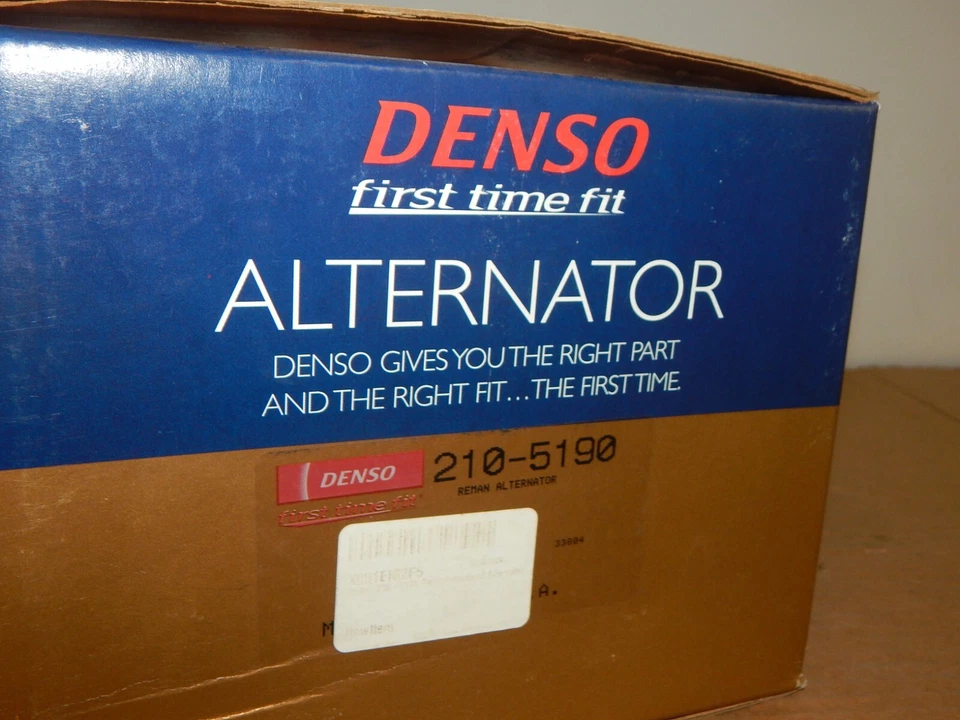 DENSO
first time fit
ALTERNATOR
DENSO GIVES YOU THE RIGHT PART
AND THE RIGHT FIT...THE FIRST TIME.
DENSO 210-5190
REMAN ALTERNATOR
first time fit
33804
A.
M